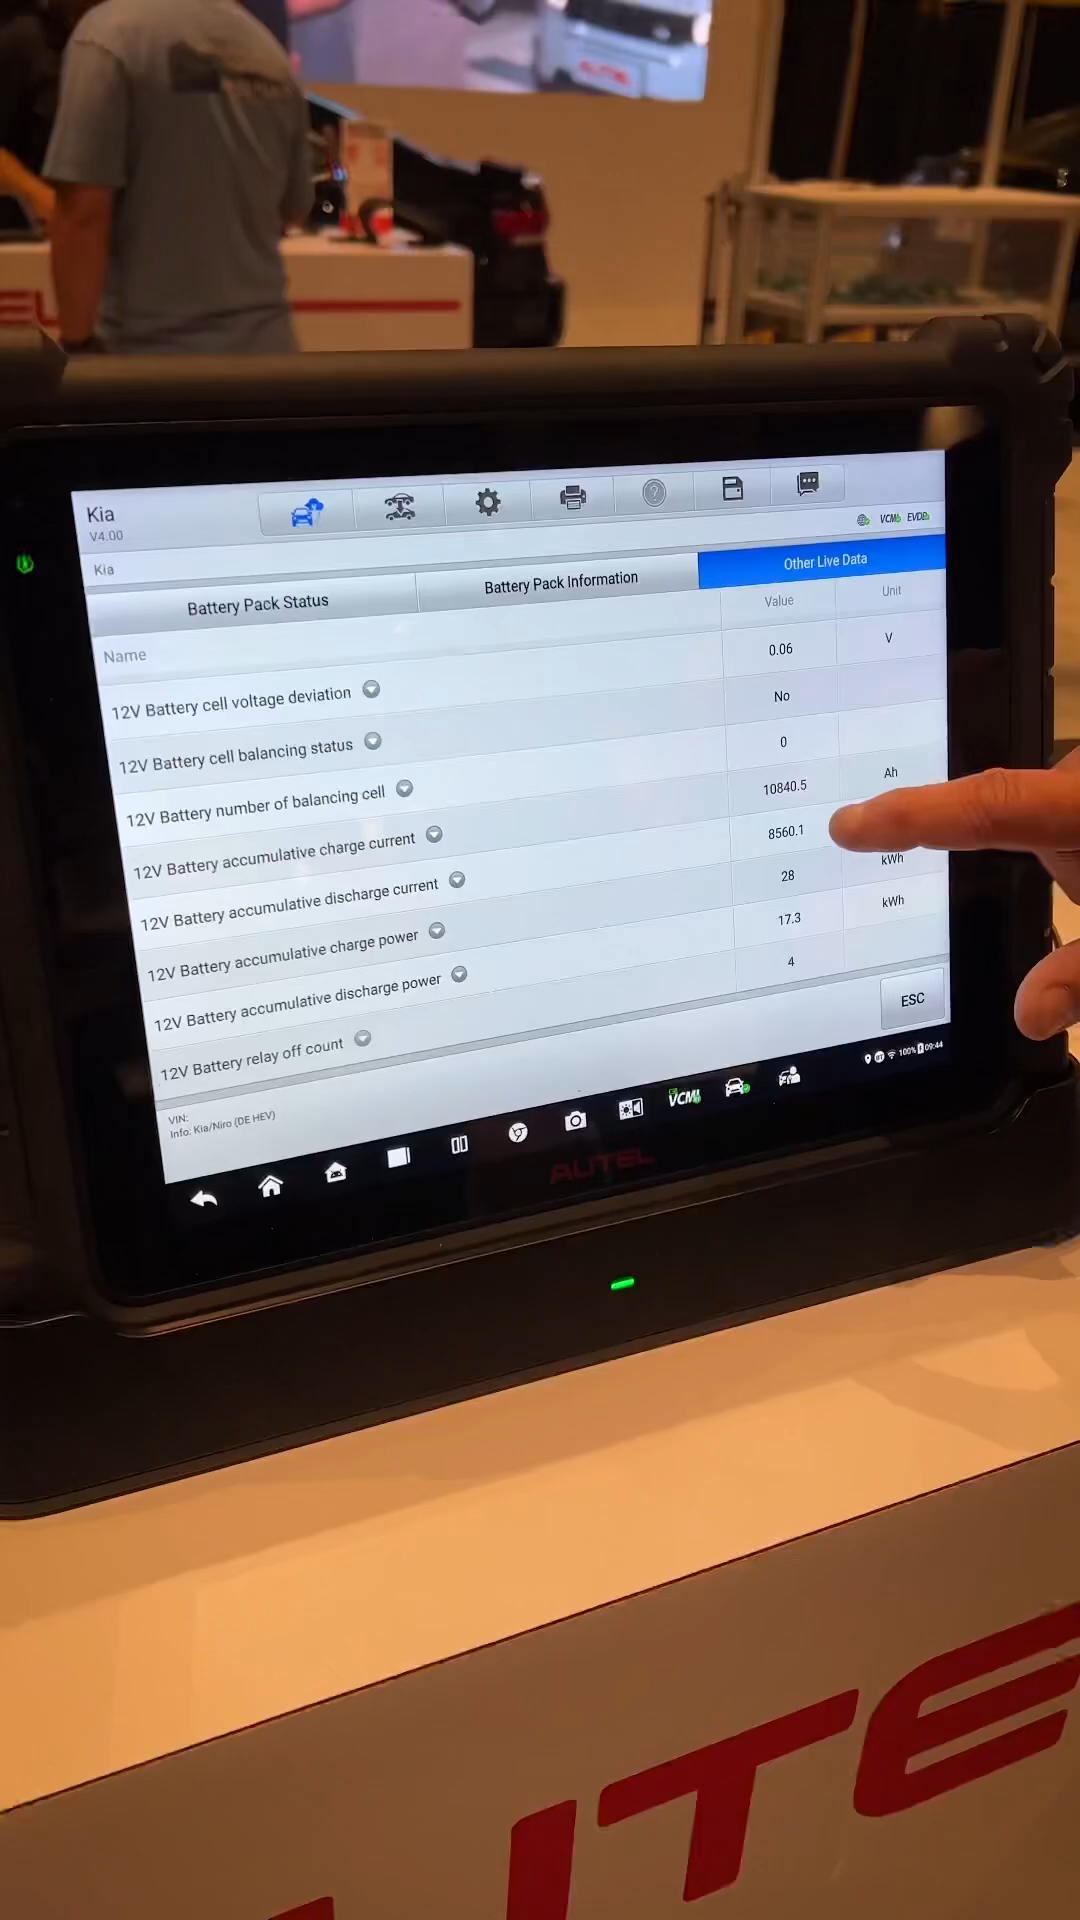 AUTEL
Kia
V4.00
VCMI EVDB
Kia
Battery Pack Status
Battery Pack Information
Other Live Data
Name
Value
Unit
12V Battery cell voltage deviation 0.06 V
12V Battery cell balancing status No
12V Battery number of balancing cell 0
12V Battery accumulative charge current 10840.5 Ah
12V Battery accumulative discharge current 8560.1
12V Battery accumulative charge power 28 kWh
12V Battery accumulative discharge power 17.3 kWh
12V Battery relay off count 4
ESC
VIN:
Info: Kia/Niro (DE HEV)
VCMI
100% 09:44
AUTEL
UTE